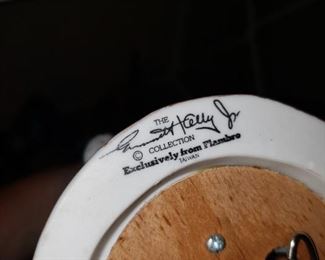 THE
Emmett Kelly Jr
© COLLECTION
Exclusively from Flambro
TAIWAN